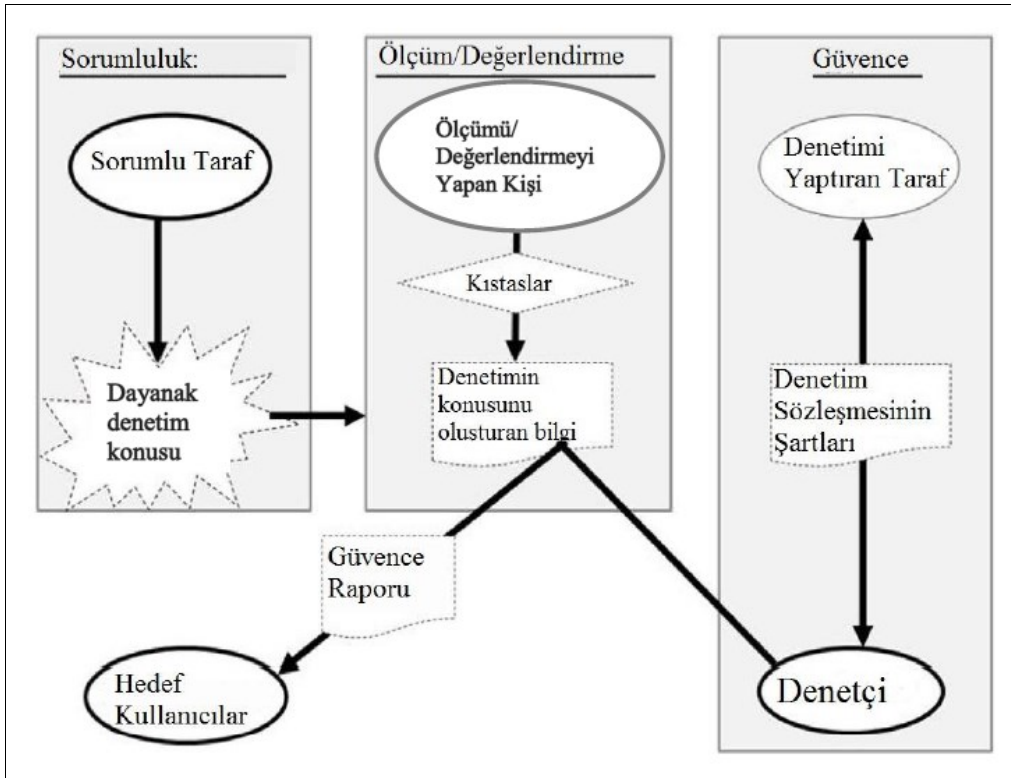 Sorumluluk:
Sorumlu Taraf
Dayanak
denetim
konusu
Ölçüm/Değerlendirme
Ölçümü/
Değerlendirmeyi
Yapan Kişi
Kıstaslar
Denetimin
konusunu
olusturan bilgi
Güvence
Denetimi
Yaptıran Taraf
Denetim
Sözleşmesinin
Şartları
Denetçi
Güvence
Raporu
Hedef
Kullanıcılar